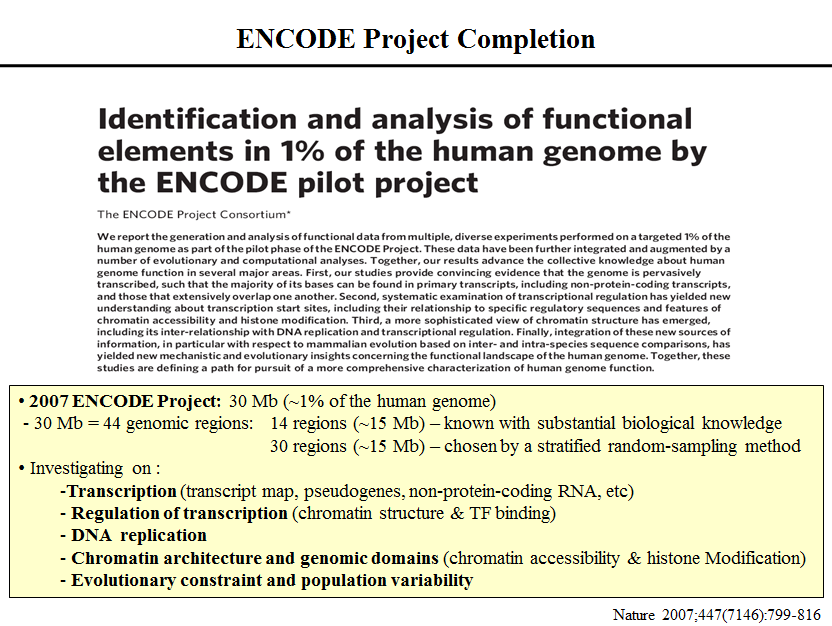 ENCODE Project Completion
Identification and analysis of functional
elements in 1% of the human genome by
the ENCODE pilot project
The ENCODE Project Consortium*
We report the generation and analysis of functional data from multiple, diverse experiments performed on a targeted 1% of the
human genome as part of the pilot phase of the ENCODE Project. These data have been further integrated and augmented by a
number of evolutionary and computational analyses. Together, our results advance the collective knowledge about human
genome function in several major areas. First, our studies provide convincing evidence that the genome is pervasively
transcribed, such that the majority of its bases can be found in primary transcripts, including non-protein-coding transcripts,
and those that extensively overlap one another. Second, systematic examination of transcriptional regulation has yielded new
understanding about transcription start sites, including their relationship to specific regulatory sequences and features of
chromatin accessibility and histone modification. Third, a more sophisticated view of chromatin structure has emerged,
including its inter-relationship with DNA replication and transcriptional regulation. Finally, integration of these new sources of
information, in particular with respect to mammalian evolution based on inter- and intra-species sequence comparisons, has
yielded new mechanistic and evolutionary insights concerning the functional landscape of the human genome. Together, these
studies are defining a path for pursuit of a more comprehensive characterization of human genome function.
• 2007 ENCODE Project: 30 Mb (~1% of the human genome)
- 30 Mb = 44 genomic regions: 14 regions (~15 Mb) – known with substantial biological knowledge
30 regions (~15 Mb) – chosen by a stratified random-sampling method
• Investigating on :
-Transcription (transcript map, pseudogenes, non-protein-coding RNA, etc)
- Regulation of transcription (chromatin structure & TF binding)
- DNA replication
- Chromatin architecture and genomic domains (chromatin accessibility & histone Modification)
- Evolutionary constraint and population variability
Nature 2007;447(7146):799-816